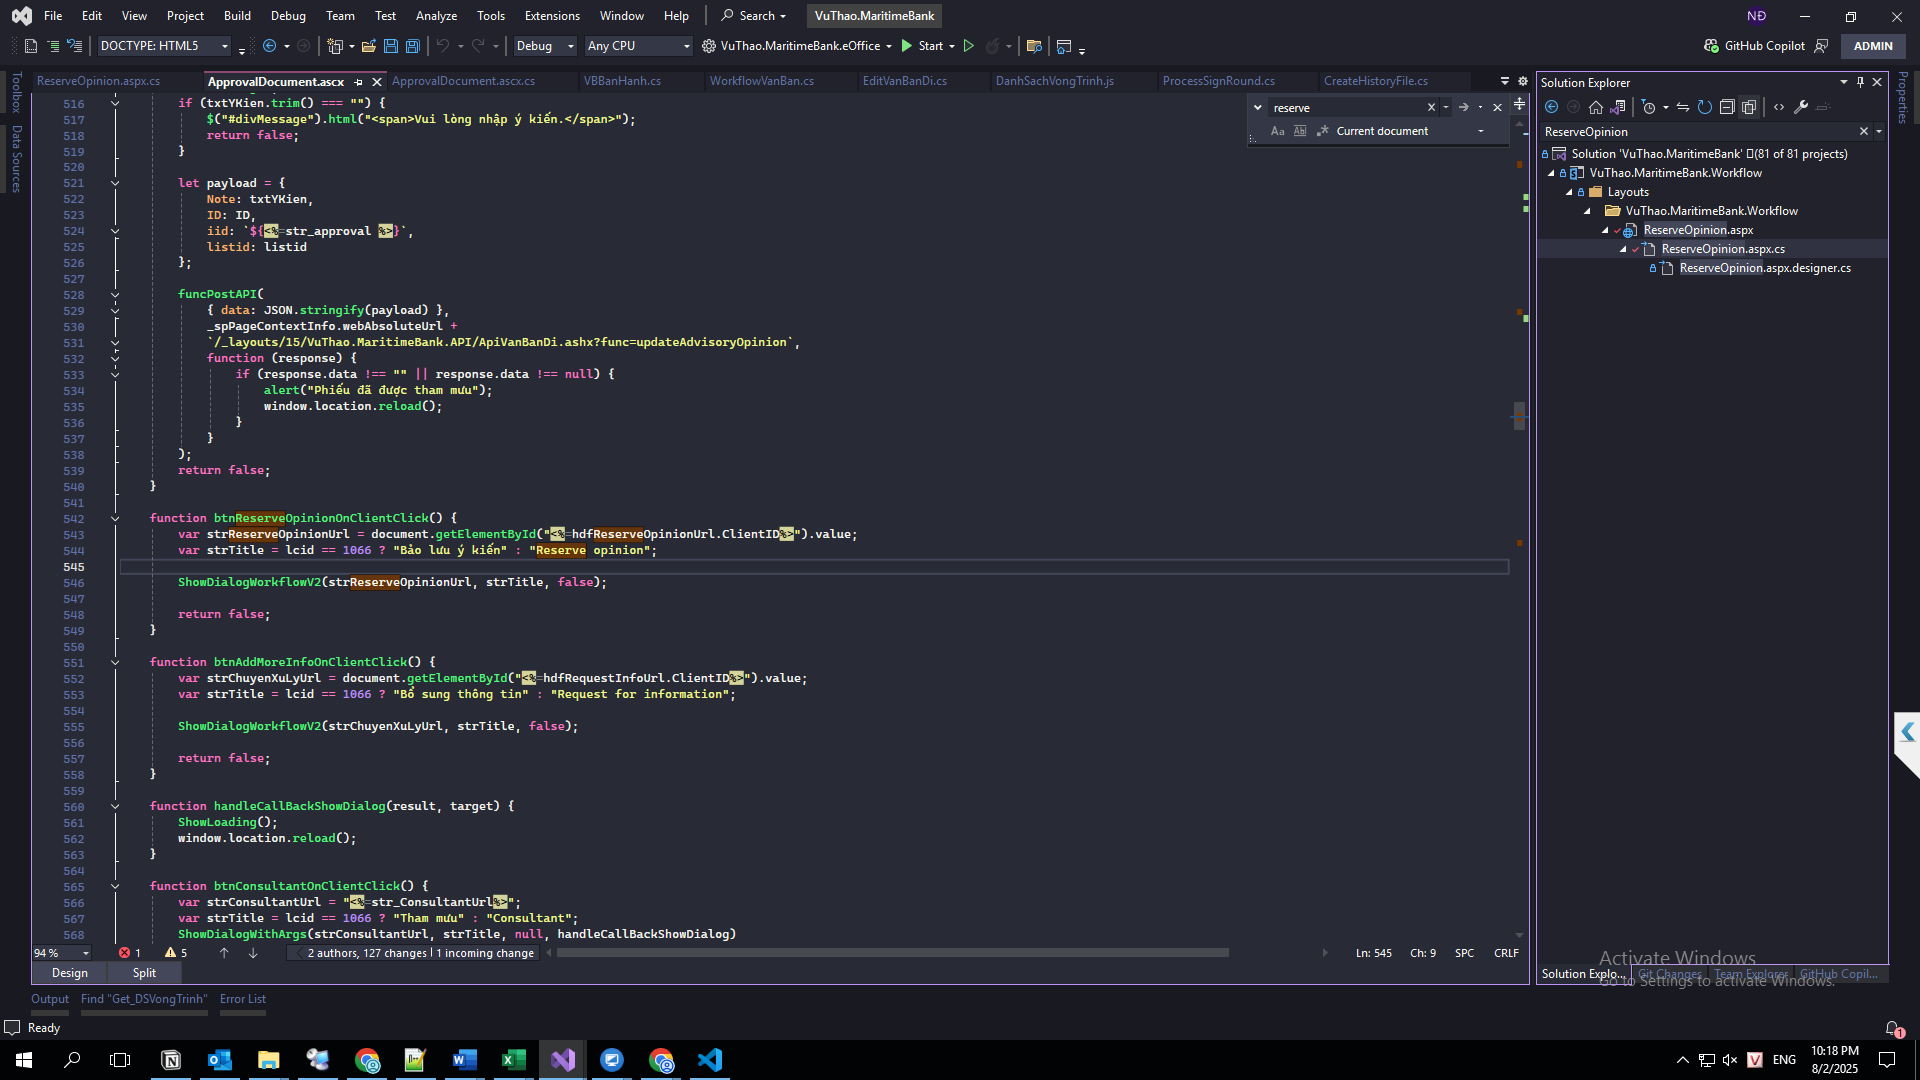 File Edit View Project Build Debug Team Test Analyze Tools Extensions Window Help Search VuThao.MaritimeBank NĐ
DOCTYPE: HTML5 Debug Any CPU VuThao.MaritimeBank.eOffice Start GitHub Copilot ADMIN
Toolbox
Data Sources
ReserveOpinion.aspx.cs ApprovalDocument.ascx ApprovalDocument.ascx.cs VBBanHanh.cs WorkflowVanBan.cs EditVanBanDi.cs DanhSachVongTrinh.js ProcessSignRound.cs CreateHistoryFile.cs
reserve
Aa Ab Current document
516 if (txtYKien.trim() === "") {
517 $("#divMessage").html("<span>Vui lòng nhập ý kiến.</span>");
518 return false;
519 }
520
521 let payload = {
522 Note: txtYKien,
523 ID: ID,
524 iid: `${<%=str_approval %>}`,
525 listid: listid
526 };
527
528 funcPostAPI(
529 { data: JSON.stringify(payload) },
530 _spPageContextInfo.webAbsoluteUrl +
531 `/_layouts/15/VuThao.MaritimeBank.API/ApiVanBanDi.ashx?func=updateAdvisoryOpinion`,
532 function (response) {
533 if (response.data !== "" || response.data !== null) {
534 alert("Phiếu đã được tham mưu");
535 window.location.reload();
536 }
537 }
538 );
539 return false;
540 }
541
542 function btnReserveOpinionOnClientClick() {
543 var strReserveOpinionUrl = document.getElementById("<%=hdfReserveOpinionUrl.ClientID%>").value;
544 var strTitle = lcid == 1066 ? "Bảo lưu ý kiến" : "Reserve opinion";
545
546 ShowDialogWorkflowV2(strReserveOpinionUrl, strTitle, false);
547
548 return false;
549 }
550
551 function btnAddMoreInfoOnClientClick() {
552 var strChuyenXuLyUrl = document.getElementById("<%=hdfRequestInfoUrl.ClientID%>").value;
553 var strTitle = lcid == 1066 ? "Bổ sung thông tin" : "Request for information";
554
555 ShowDialogWorkflowV2(strChuyenXuLyUrl, strTitle, false);
556
557 return false;
558 }
559
560 function handleCallBackShowDialog(result, target) {
561 ShowLoading();
562 window.location.reload();
563 }
564
565 function btnConsultantOnClientClick() {
566 var strConsultantUrl = "<%=str_ConsultantUrl%>";
567 var strTitle = lcid == 1066 ? "Tham mưu" : "Consultant";
568 ShowDialogWithArgs(strConsultantUrl, strTitle, null, handleCallBackShowDialog)
94 % 1 5 2 authors, 127 changes | 1 incoming change Ln: 545 Ch: 9 SPC CRLF
Design Split
Output Find "Get_DSVongTrinh" Error List
Ready
Solution Explorer
ReserveOpinion
Solution 'VuThao.MaritimeBank' (81 of 81 projects)
VuThao.MaritimeBank.Workflow
Layouts
VuThao.MaritimeBank.Workflow
ReserveOpinion.aspx
ReserveOpinion.aspx.cs
ReserveOpinion.aspx.designer.cs
Properties
Activate Windows
Go to Settings to activate Windows.
Solution Explo... Git Changes Team Explorer GitHub Copil...
1
ENG
10:18 PM
8/2/2025